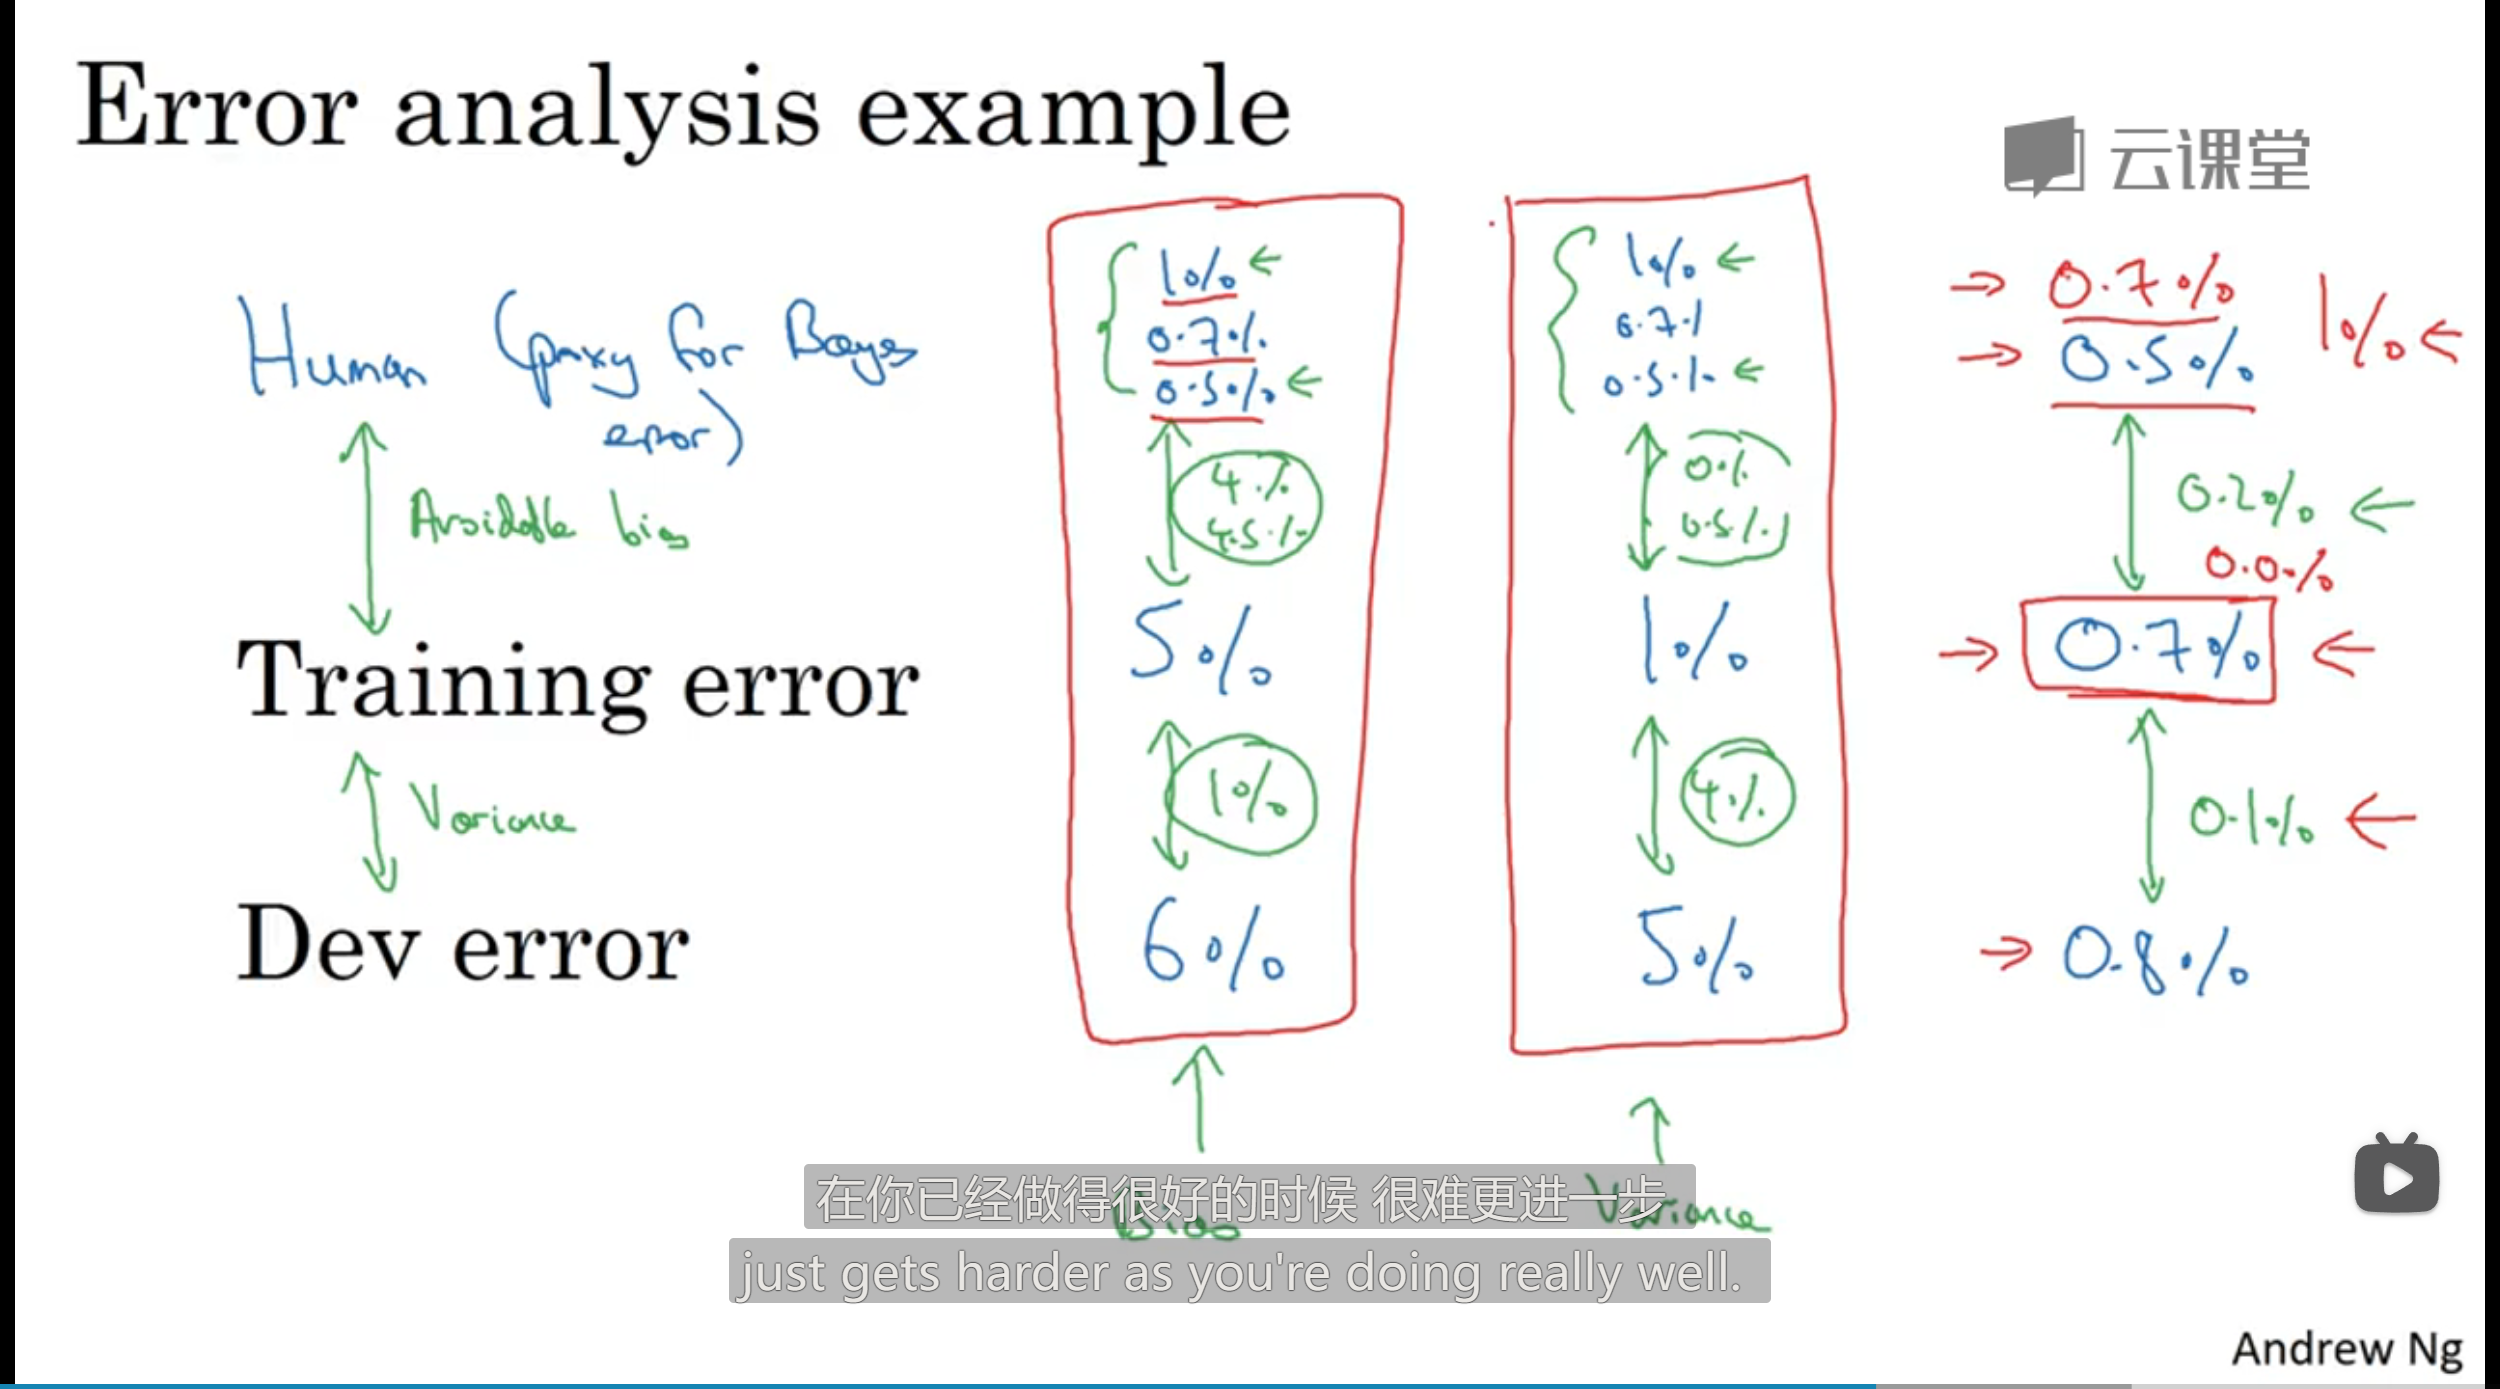 Error analysis example
云课堂
Human (proxy for Bayes
error)
Avoidable bias
Training error
Variance
Dev error
1%
0.7%
0.5%
4%
4.5%
5%
1%
6%
Bias
1%
0.7%
0.5%
0%
0.5%
1%
4%
5%
Variance
0.7%
0.5%
1%
0.2%
0.0%
0.7%
0.1%
0.8%
在你已经做得很好的时候 很难更进一步
just gets harder as you're doing really well.
Andrew Ng